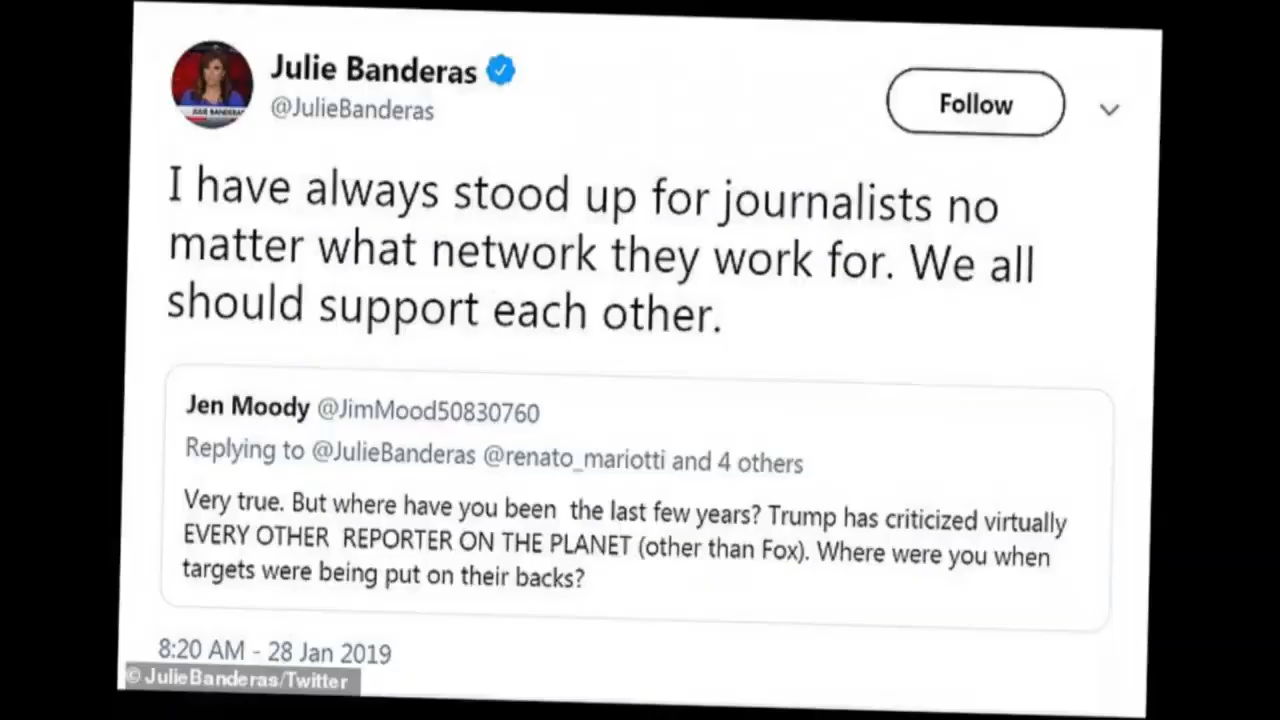 Julie Banderas
@JulieBanderas
Follow
I have always stood up for journalists no
matter what network they work for. We all
should support each other.
Jen Moody @JimMood50830760
Replying to @JulieBanderas @renato_mariotti and 4 others
Very true. But where have you been the last few years? Trump has criticized virtually
EVERY OTHER REPORTER ON THE PLANET (other than Fox). Where were you when
targets were being put on their backs?
8:20 AM - 28 Jan 2019
© JulieBanderas/Twitter